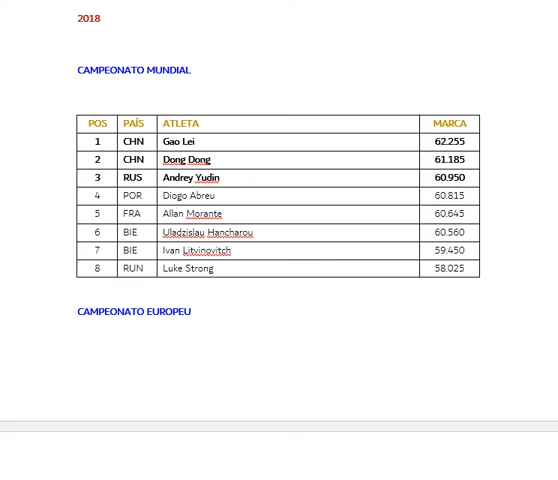 2018
CAMPEONATO MUNDIAL
POS PAÍS ATLETA MARCA
1 CHN Gao Lei 62.255
2 CHN Dong Dong 61.185
3 RUS Andrey Yudin 60.950
4 POR Diogo Abreu 60.815
5 FRA Allan Morante 60.645
6 BIE Uladzislau Hancharou 60.560
7 BIE Ivan Litvinovitch 59.450
8 RUN Luke Strong 58.025
CAMPEONATO EUROPEU